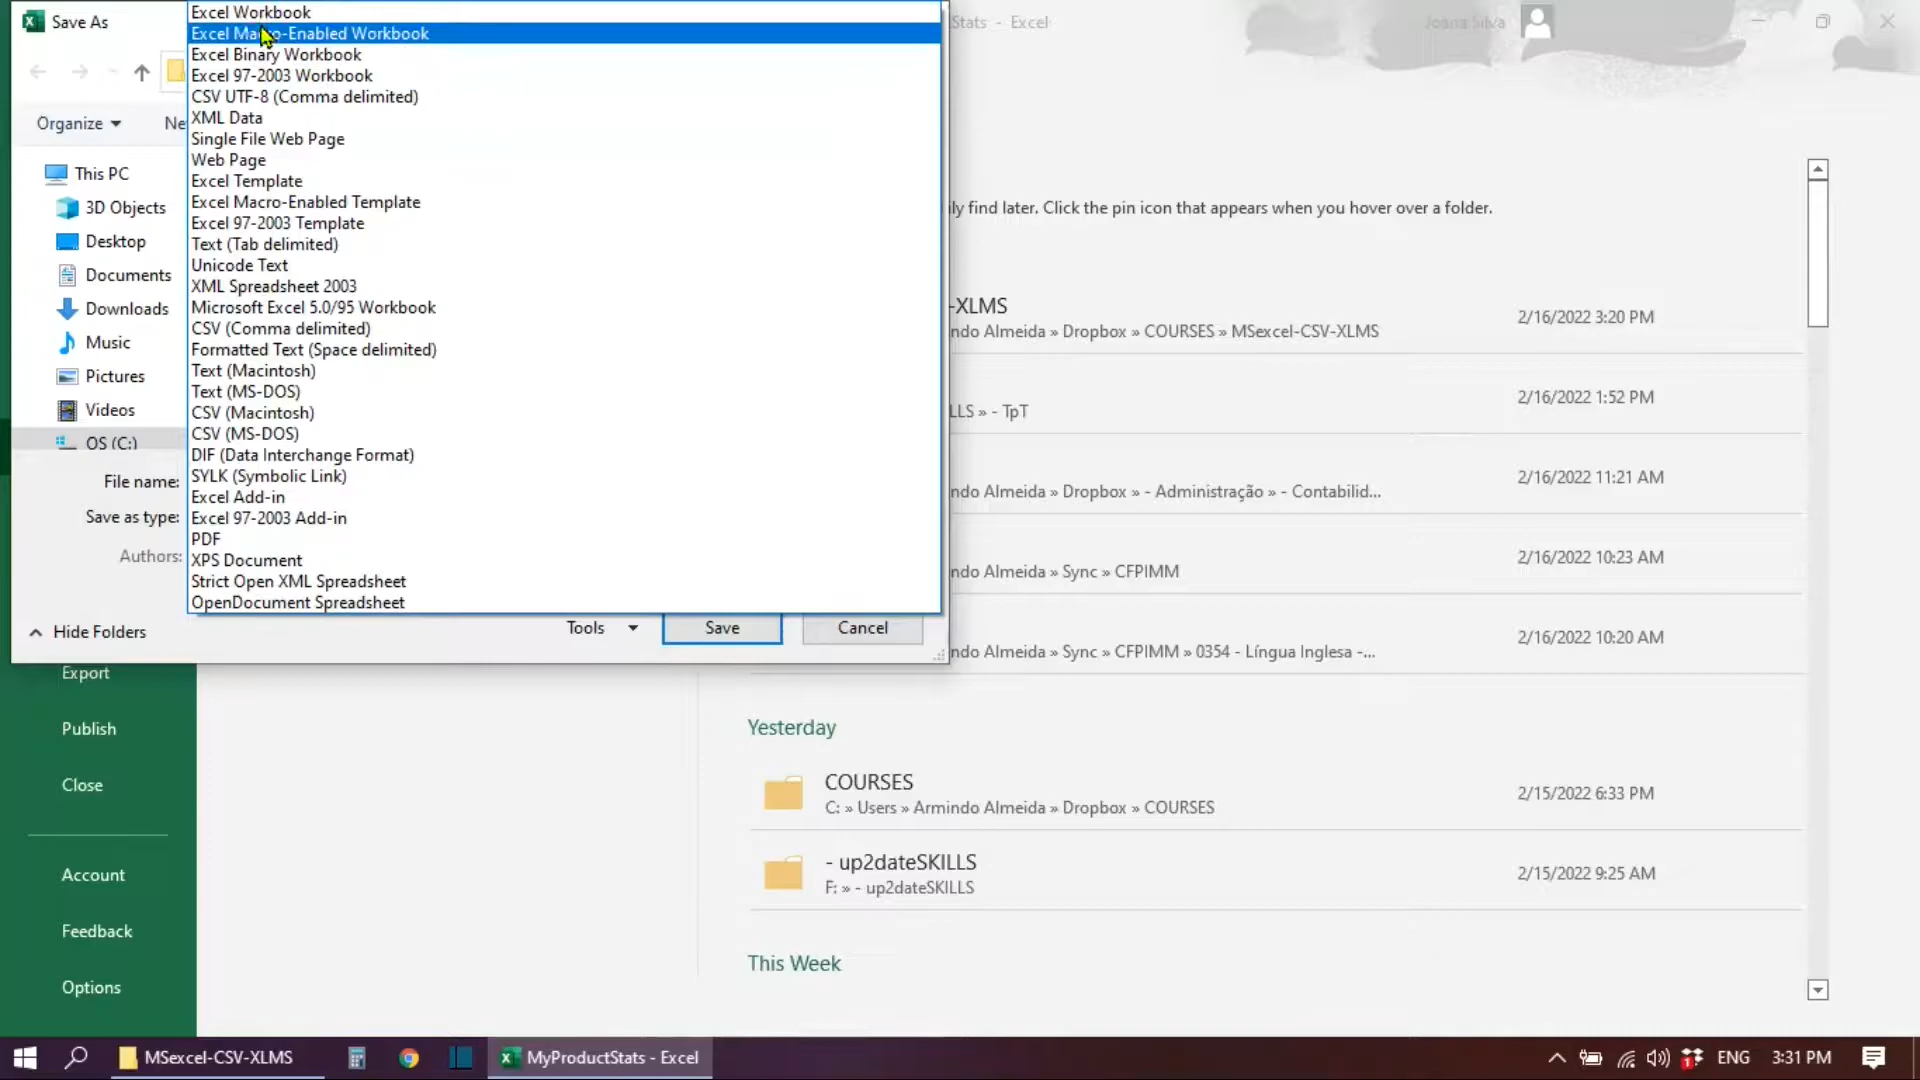 Save As
Stats - Excel
Joana Silva
Organize
Ne
This PC
3D Objects
Desktop
Documents
Downloads
Music
Pictures
Videos
OS (C:)
File name:
Save as type:
Authors:
Excel Workbook
Excel Macro-Enabled Workbook
Excel Binary Workbook
Excel 97-2003 Workbook
CSV UTF-8 (Comma delimited)
XML Data
Single File Web Page
Web Page
Excel Template
Excel Macro-Enabled Template
Excel 97-2003 Template
Text (Tab delimited)
Unicode Text
XML Spreadsheet 2003
Microsoft Excel 5.0/95 Workbook
CSV (Comma delimited)
Formatted Text (Space delimited)
Text (Macintosh)
Text (MS-DOS)
CSV (Macintosh)
CSV (MS-DOS)
DIF (Data Interchange Format)
SYLK (Symbolic Link)
Excel Add-in
Excel 97-2003 Add-in
PDF
XPS Document
Strict Open XML Spreadsheet
OpenDocument Spreadsheet
Hide Folders
Tools
Save
Cancel
ily find later. Click the pin icon that appears when you hover over a folder.
-XLMS
ndo Almeida » Dropbox » COURSES » MSexcel-CSV-XLMS
2/16/2022 3:20 PM
LLS » - TpT
2/16/2022 1:52 PM
ndo Almeida » Dropbox » - Administração » - Contabilid...
2/16/2022 11:21 AM
ndo Almeida » Sync » CFPIMM
2/16/2022 10:23 AM
ndo Almeida » Sync » CFPIMM » 0354 - Língua Inglesa -...
2/16/2022 10:20 AM
Yesterday
COURSES
C: » Users » Armindo Almeida » Dropbox » COURSES
2/15/2022 6:33 PM
- up2dateSKILLS
F: » - up2dateSKILLS
2/15/2022 9:25 AM
This Week
Export
Publish
Close
Account
Feedback
Options
MSexcel-CSV-XLMS
MyProductStats - Excel
ENG
3:31 PM